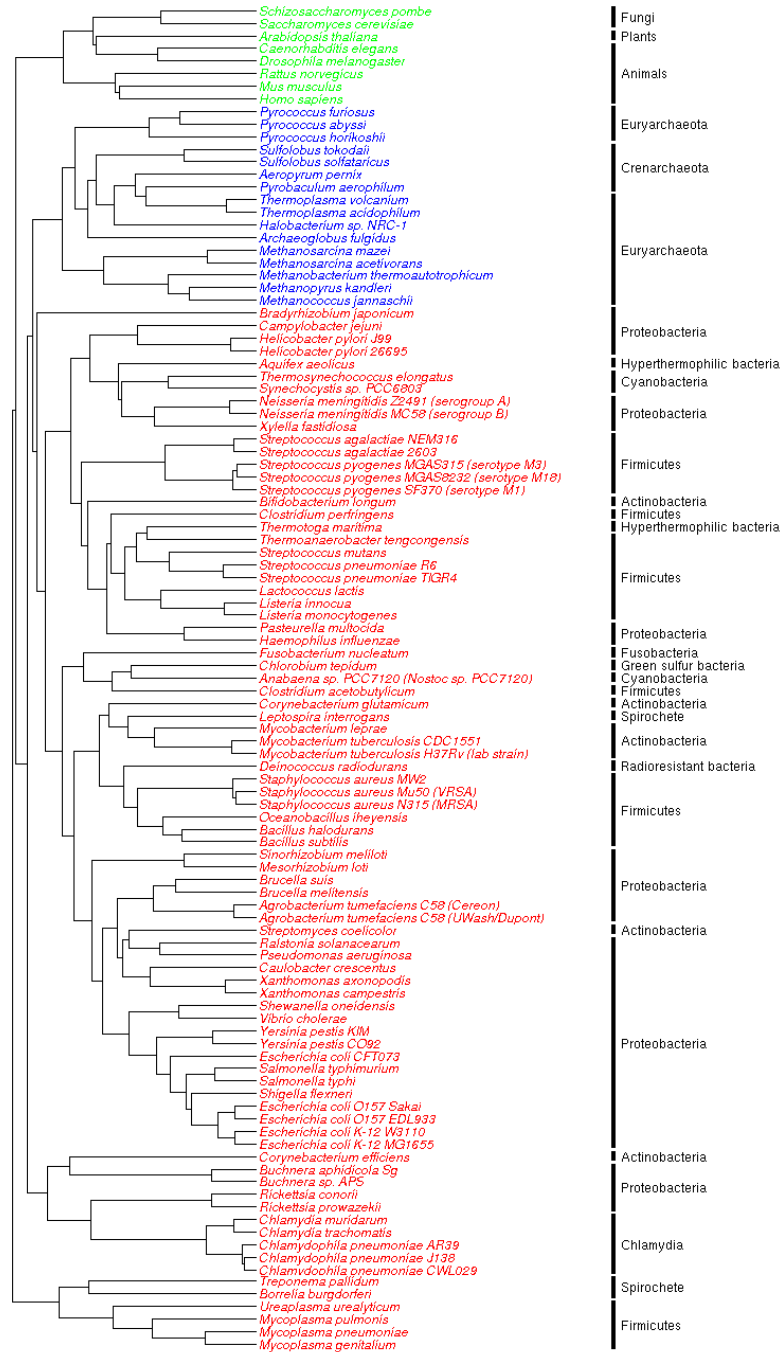 Schizosaccharomyces pombe
Saccharomyces cerevisiae
Fungi
Arabidopsis thaliana
Plants
Caenorhabditis elegans
Drosophila melanogaster
Rattus norvegicus
Animals
Mus musculus
Homo sapiens
Pyrococcus furiosus
Pyrococcus abyssi
Euryarchaeota
Pyrococcus horikoshii
Sulfolobus tokodaii
Sulfolobus solfataricus
Crenarchaeota
Aeropyrum pernix
Pyrobaculum aerophilum
Thermoplasma volcanium
Thermoplasma acidophilum
Halobacterium sp. NRC-1
Archaeoglobus fulgidus
Methanosarcina mazei
Euryarchaeota
Methanosarcina acetivorans
Methanobacterium thermoautotrophicum
Methanopyrus kandleri
Methanococcus jannaschii
Bradyrhizobium japonicum
Campylobacter jejuni
Proteobacteria
Helicobacter pylori J99
Helicobacter pylori 26695
Aquifex aeolicus
Hyperthermophilic bacteria
Thermosynechococcus elongatus
Cyanobacteria
Synechocystis sp. PCC6803
Neisseria meningitidis Z2491 (serogroup A)
Neisseria meningitidis MC58 (serogroup B)
Proteobacteria
Xylella fastidiosa
Streptococcus agalactiae NEM316
Streptococcus agalactiae 2603
Streptococcus pyogenes MGAS315 (serotype M3)
Firmicutes
Streptococcus pyogenes MGAS8232 (serotype M18)
Streptococcus pyogenes SF370 (serotype M1)
Bifidobacterium longum
Actinobacteria
Clostridium perfringens
Firmicutes
Thermotoga maritima
Hyperthermophilic bacteria
Thermoanaerobacter tengcongensis
Streptococcus mutans
Streptococcus pneumoniae R6
Streptococcus pneumoniae TIGR4
Firmicutes
Lactococcus lactis
Listeria innocua
Listeria monocytogenes
Pasteurella multocida
Proteobacteria
Haemophilus influenzae
Fusobacterium nucleatum
Fusobacteria
Chlorobium tepidum
Green sulfur bacteria
Anabaena sp. PCC7120 (Nostoc sp. PCC7120)
Cyanobacteria
Clostridium acetobutylicum
Firmicutes
Corynebacterium glutamicum
Actinobacteria
Leptospira interrogans
Spirochete
Mycobacterium leprae
Mycobacterium tuberculosis CDC1551
Actinobacteria
Mycobacterium tuberculosis H37Rv (lab strain)
Deinococcus radiodurans
Radioresistant bacteria
Staphylococcus aureus MW2
Staphylococcus aureus Mu50 (VRSA)
Staphylococcus aureus N315 (MRSA)
Firmicutes
Oceanobacillus iheyensis
Bacillus halodurans
Bacillus subtilis
Sinorhizobium meliloti
Mesorhizobium loti
Brucella suis
Proteobacteria
Brucella melitensis
Agrobacterium tumefaciens C58 (Cereon)
Agrobacterium tumefaciens C58 (UWash/Dupont)
Streptomyces coelicolor
Actinobacteria
Ralstonia solanacearum
Pseudomonas aeruginosa
Caulobacter crescentus
Xanthomonas axonopodis
Xanthomonas campestris
Shewanella oneidensis
Vibrio cholerae
Yersinia pestis KIM
Yersinia pestis CO92
Proteobacteria
Escherichia coli CFT073
Salmonella typhimurium
Salmonella typhi
Shigella flexneri
Escherichia coli O157 Sakai
Escherichia coli O157 EDL933
Escherichia coli K-12 W3110
Escherichia coli K-12 MG1655
Corynebacterium efficiens
Actinobacteria
Buchnera aphidicola Sg
Buchnera sp. APS
Proteobacteria
Rickettsia conorii
Rickettsia prowazekii
Chlamydia muridarum
Chlamydia trachomatis
Chlamydophila pneumoniae AR39
Chlamydia
Chlamydophila pneumoniae J138
Chlamydophila pneumoniae CWL029
Treponema pallidum
Spirochete
Borrelia burgdorferi
Ureaplasma urealyticum
Mycoplasma pulmonis
Firmicutes
Mycoplasma pneumoniae
Mycoplasma genitalium